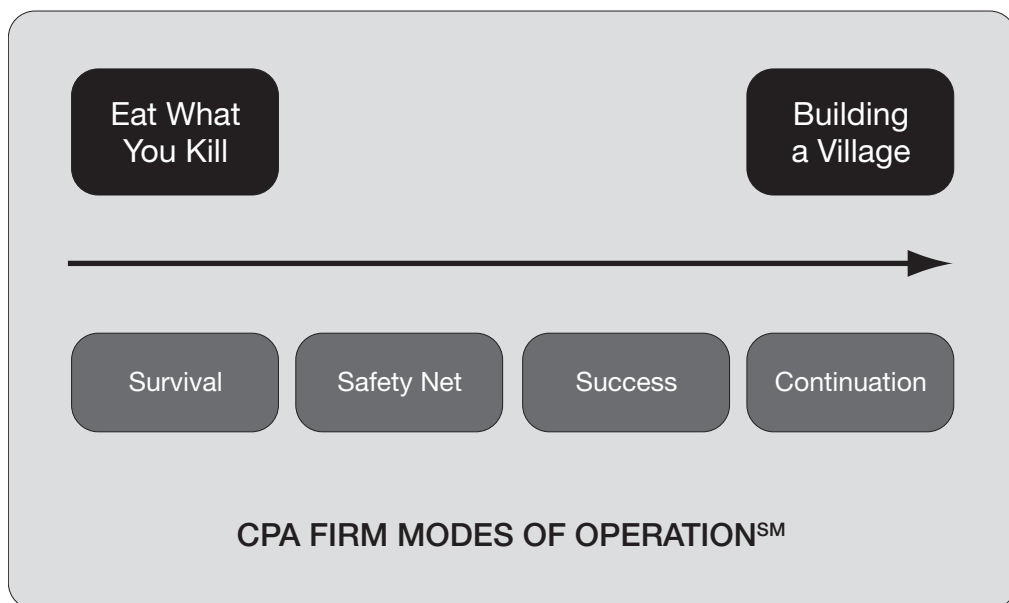 Eat What
You Kill
Building
a Village
Survival
Safety Net
Success
Continuation
CPA FIRM MODES OF OPERATION℠